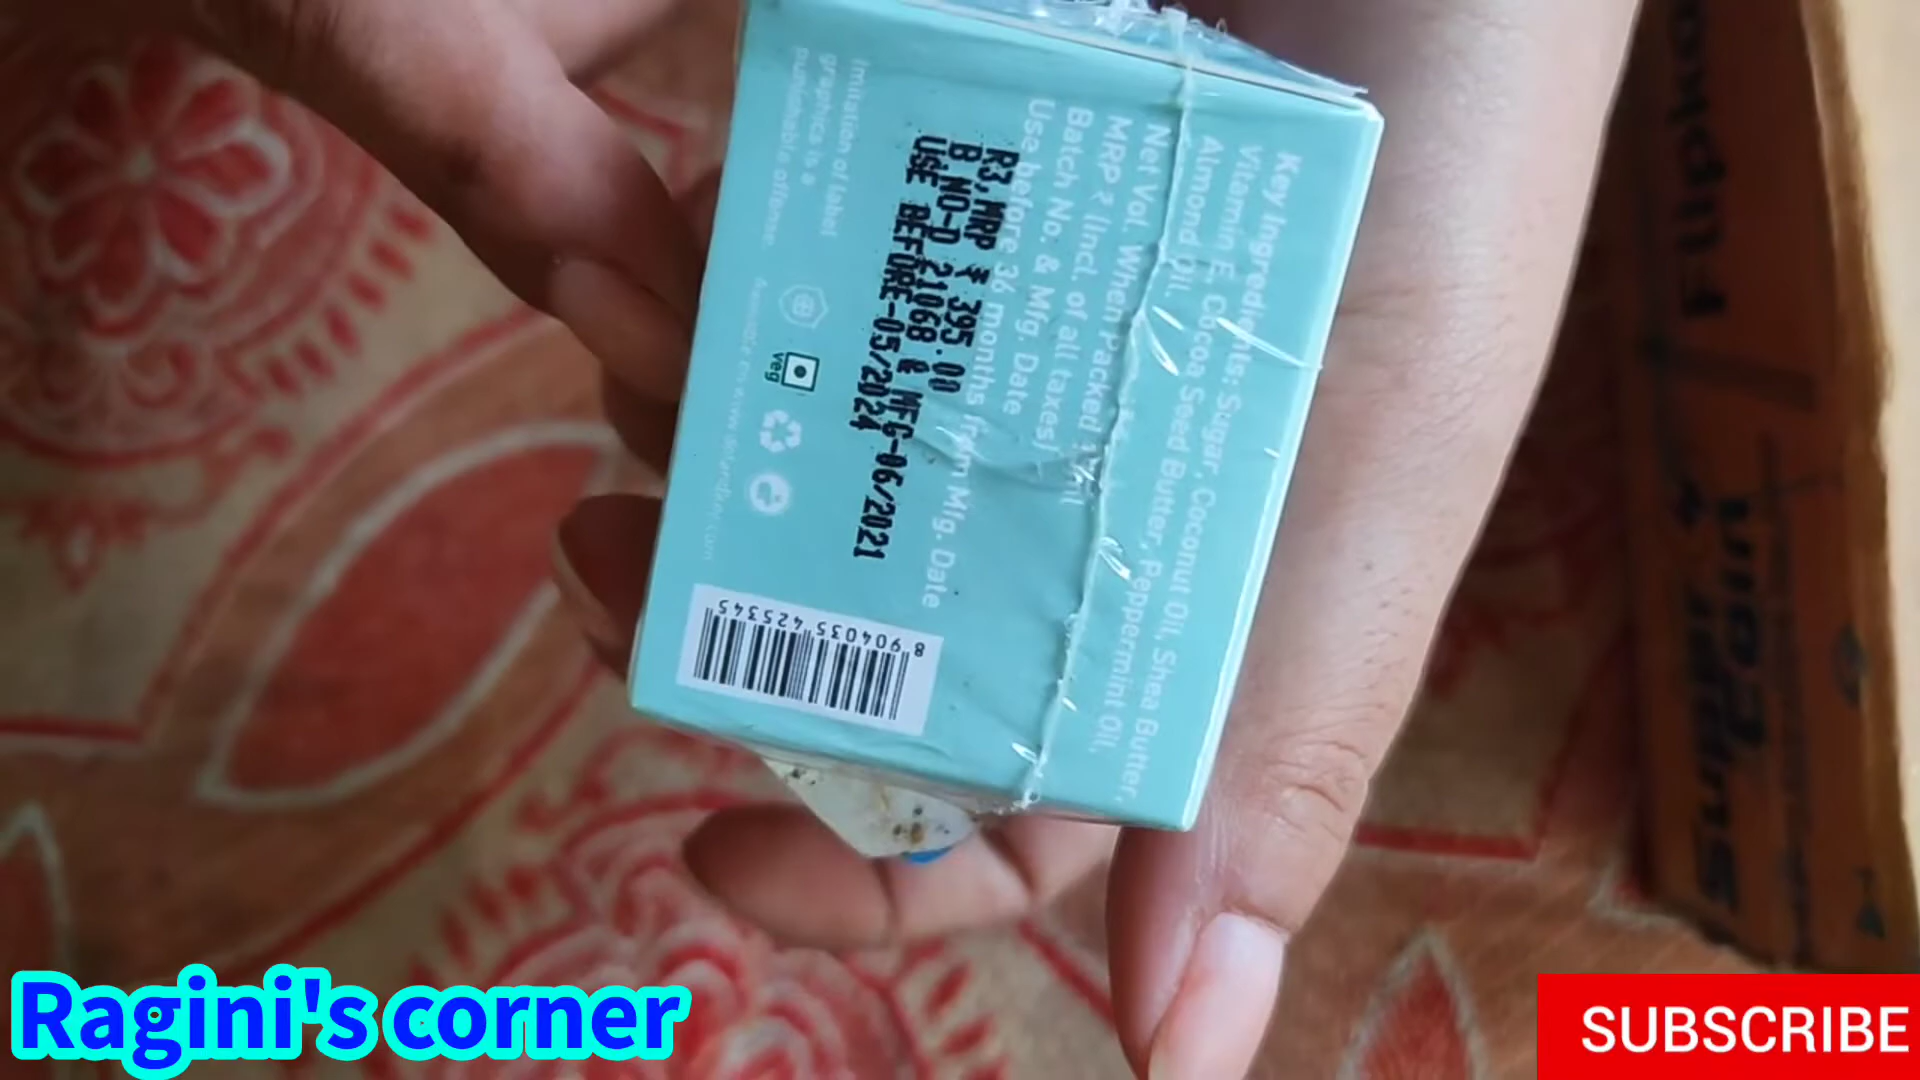 Key Ingredients: Sugar, Coconut Oil, Shea Butter,
Vitamin E, Cocoa Seed Butter, Peppermint Oil,
Almond Oil.
Net Vol. When Packed
MRP ₹ (Incl. of all taxes)
Batch No. & Mfg. Date
Use before 36 months from Mfg. Date
R3, MRP ₹ 395.00
B NO-D 21068 & MFG-06/2021
USE BEFORE-05/2024
Imitation of label
graphics is a
punishable offense.
veg
8 904035 425345
Flipkart
Ragini's corner
SUBSCRIBE